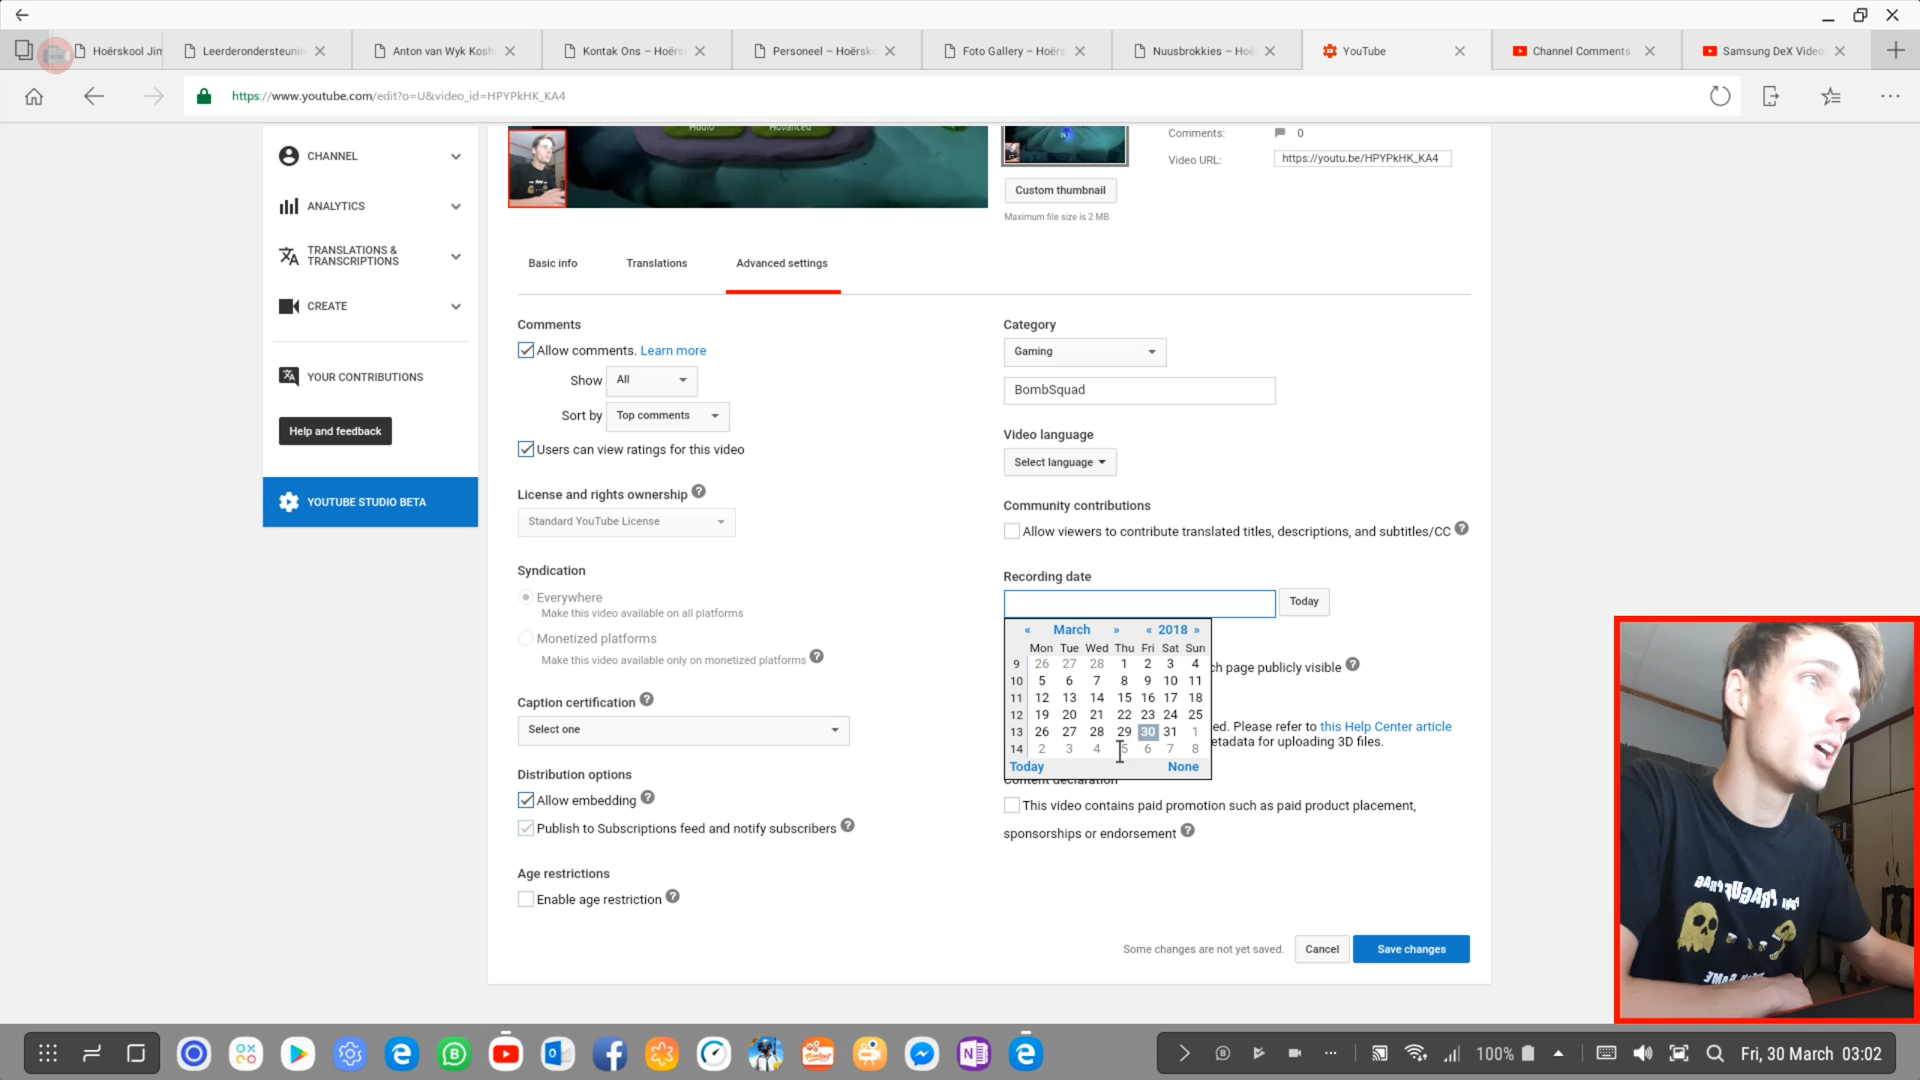 Hoërskool Jim
Leerderondersteunin
Anton van Wyk Kosh
Kontak Ons – Hoërs
Personeel – Hoërsk
Foto Gallery – Hoërs
Nuusbrokkies – Hoë
YouTube
Channel Comments
Samsung DeX Video
https://www.youtube.com/edit?o=U&video_id=HPYPkHK_KA4
CHANNEL
ANALYTICS
TRANSLATIONS &
TRANSCRIPTIONS
CREATE
YOUR CONTRIBUTIONS
Help and feedback
YOUTUBE STUDIO BETA
Audio
Advanced
Custom thumbnail
Maximum file size is 2 MB.
Comments: 0
Video URL: https://youtu.be/HPYPkHK_KA4
Basic info
Translations
Advanced settings
Comments
Allow comments. Learn more
Show All
Sort by Top comments
Users can view ratings for this video
License and rights ownership
Standard YouTube License
Syndication
Everywhere
Make this video available on all platforms
Monetized platforms
Make this video available only on monetized platforms
Caption certification
Select one
Distribution options
Allow embedding
Publish to Subscriptions feed and notify subscribers
Age restrictions
Enable age restriction
Category
Gaming
BombSquad
Video language
Select language
Community contributions
Allow viewers to contribute translated titles, descriptions, and subtitles/CC
Recording date
Today
« March » « 2018 »
Mon Tue Wed Thu Fri Sat Sun
9 26 27 28 1 2 3 4
10 5 6 7 8 9 10 11
11 12 13 14 15 16 17 18
12 19 20 21 22 23 24 25
13 26 27 28 29 30 31 1
14 2 3 4 5 6 7 8
Today None
ch page publicly visible
ed. Please refer to this Help Center article
etadata for uploading 3D files.
Content declaration
This video contains paid promotion such as paid product placement,
sponsorships or endorsement
Some changes are not yet saved.
Cancel
Save changes
100%
Fri, 30 March 03:02